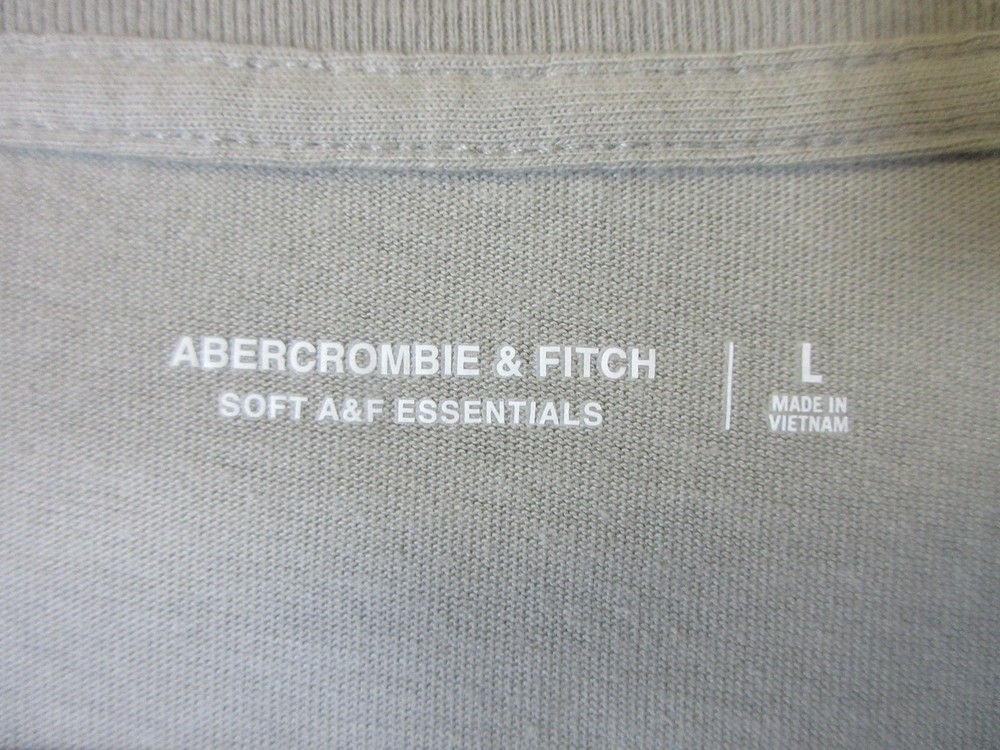 ABERCROMBIE & FITCH
SOFT A&F ESSENTIALS
L
MADE IN
VIETNAM